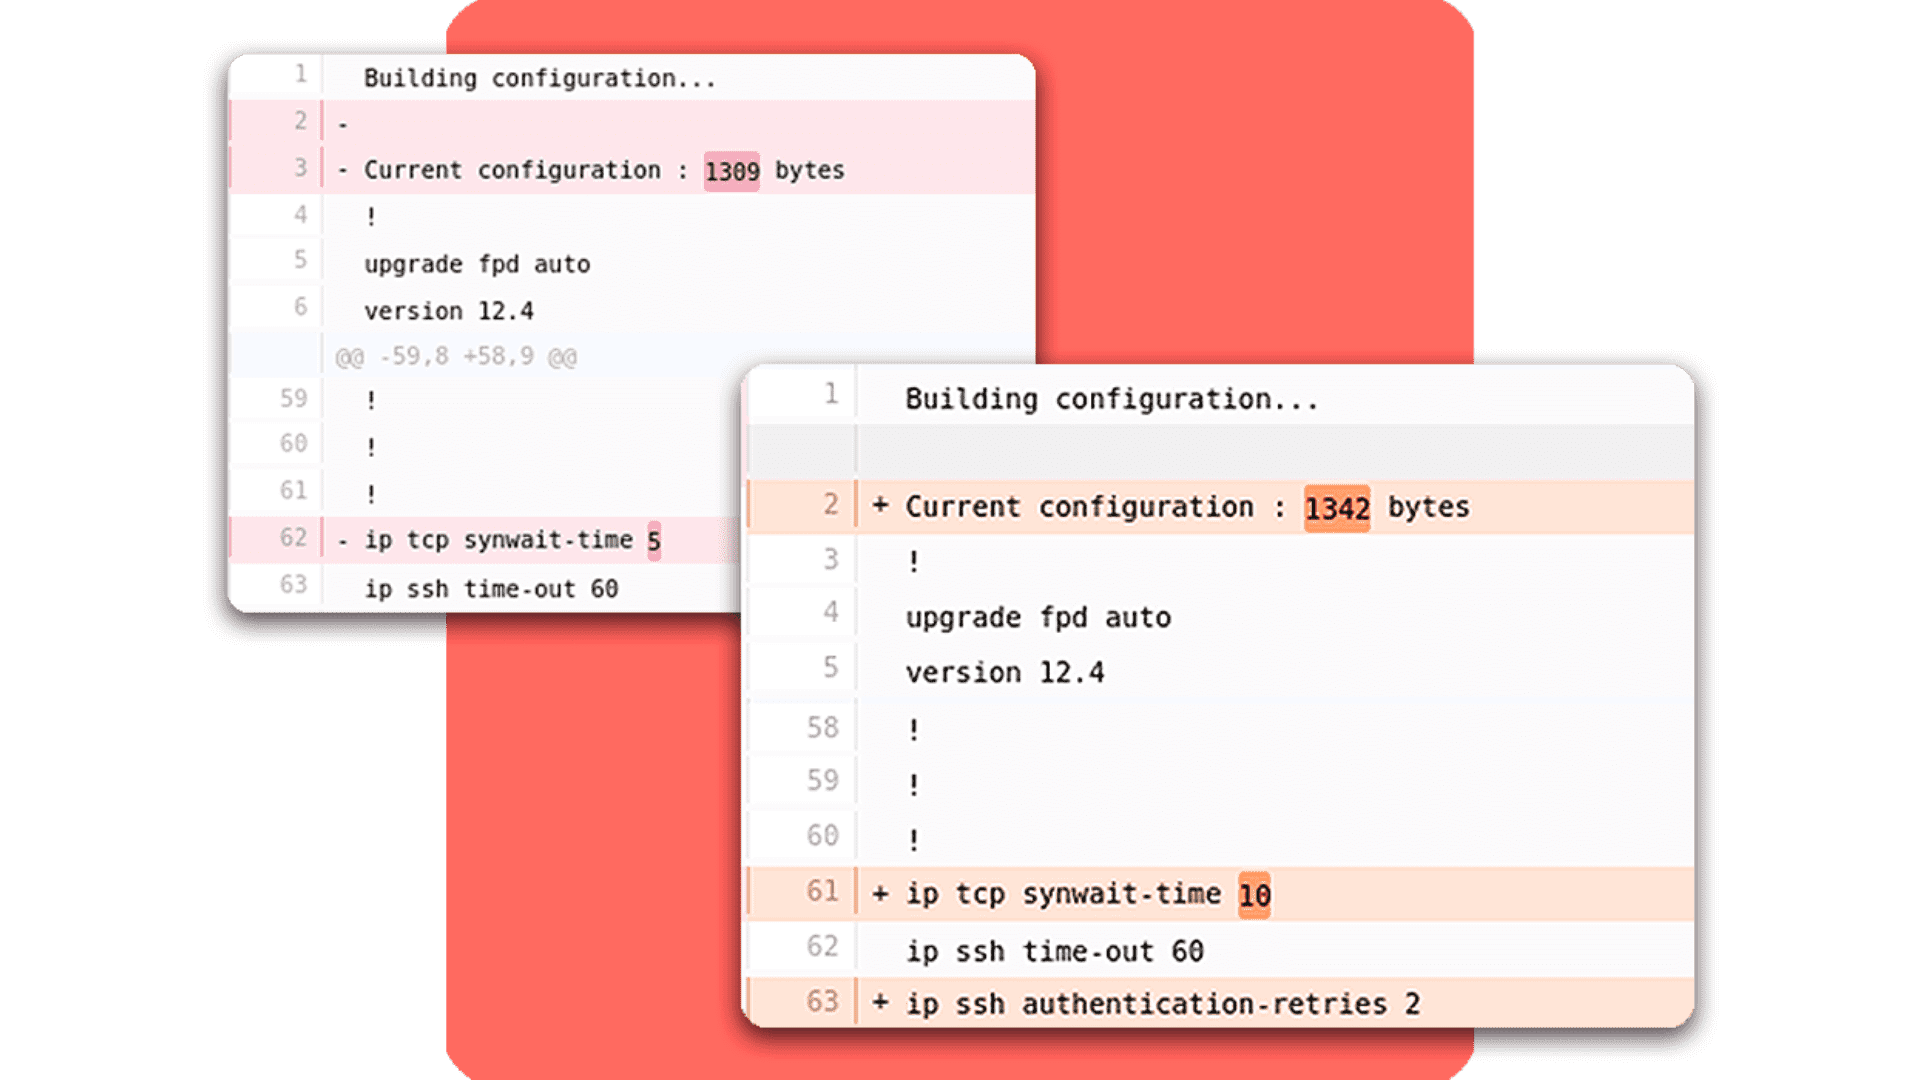 1 Building configuration...
2 -
3 - Current configuration : 1309 bytes
4 !
5 upgrade fpd auto
6 version 12.4
@@ -59,8 +58,9 @@
59 !
60 !
61 !
62 - ip tcp synwait-time 5
63 ip ssh time-out 60
1 Building configuration...
2 + Current configuration : 1342 bytes
3 !
4 upgrade fpd auto
5 version 12.4
58 !
59 !
60 !
61 + ip tcp synwait-time 10
62 ip ssh time-out 60
63 + ip ssh authentication-retries 2